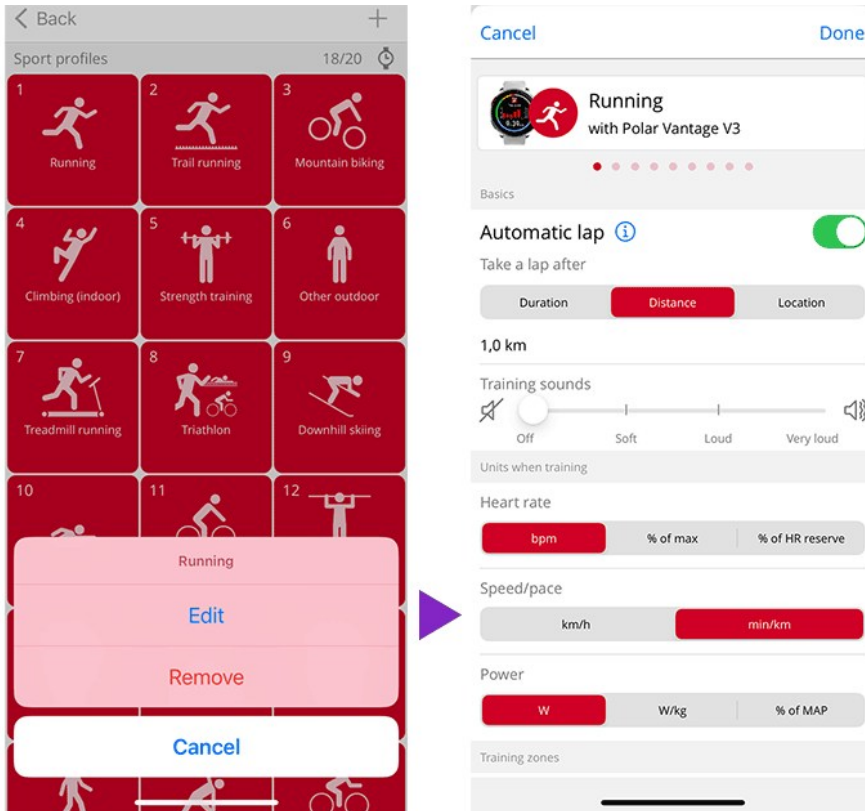 Back
Sport profiles 18/20
1 2 3
Running Trail running Mountain biking
4 5 6
Climbing (indoor) Strength training Other outdoor
7 8 9
Treadmill running Triathlon Downhill skiing
10 11 12
Running
Edit
Remove
Cancel
Cancel Done
Running
with Polar Vantage V3
Basics
Automatic lap
Take a lap after
Duration Distance Location
1,0 km
Training sounds
Off Soft Loud Very loud
Units when training
Heart rate
bpm % of max % of HR reserve
Speed/pace
km/h min/km
Power
W W/kg % of MAP
Training zones